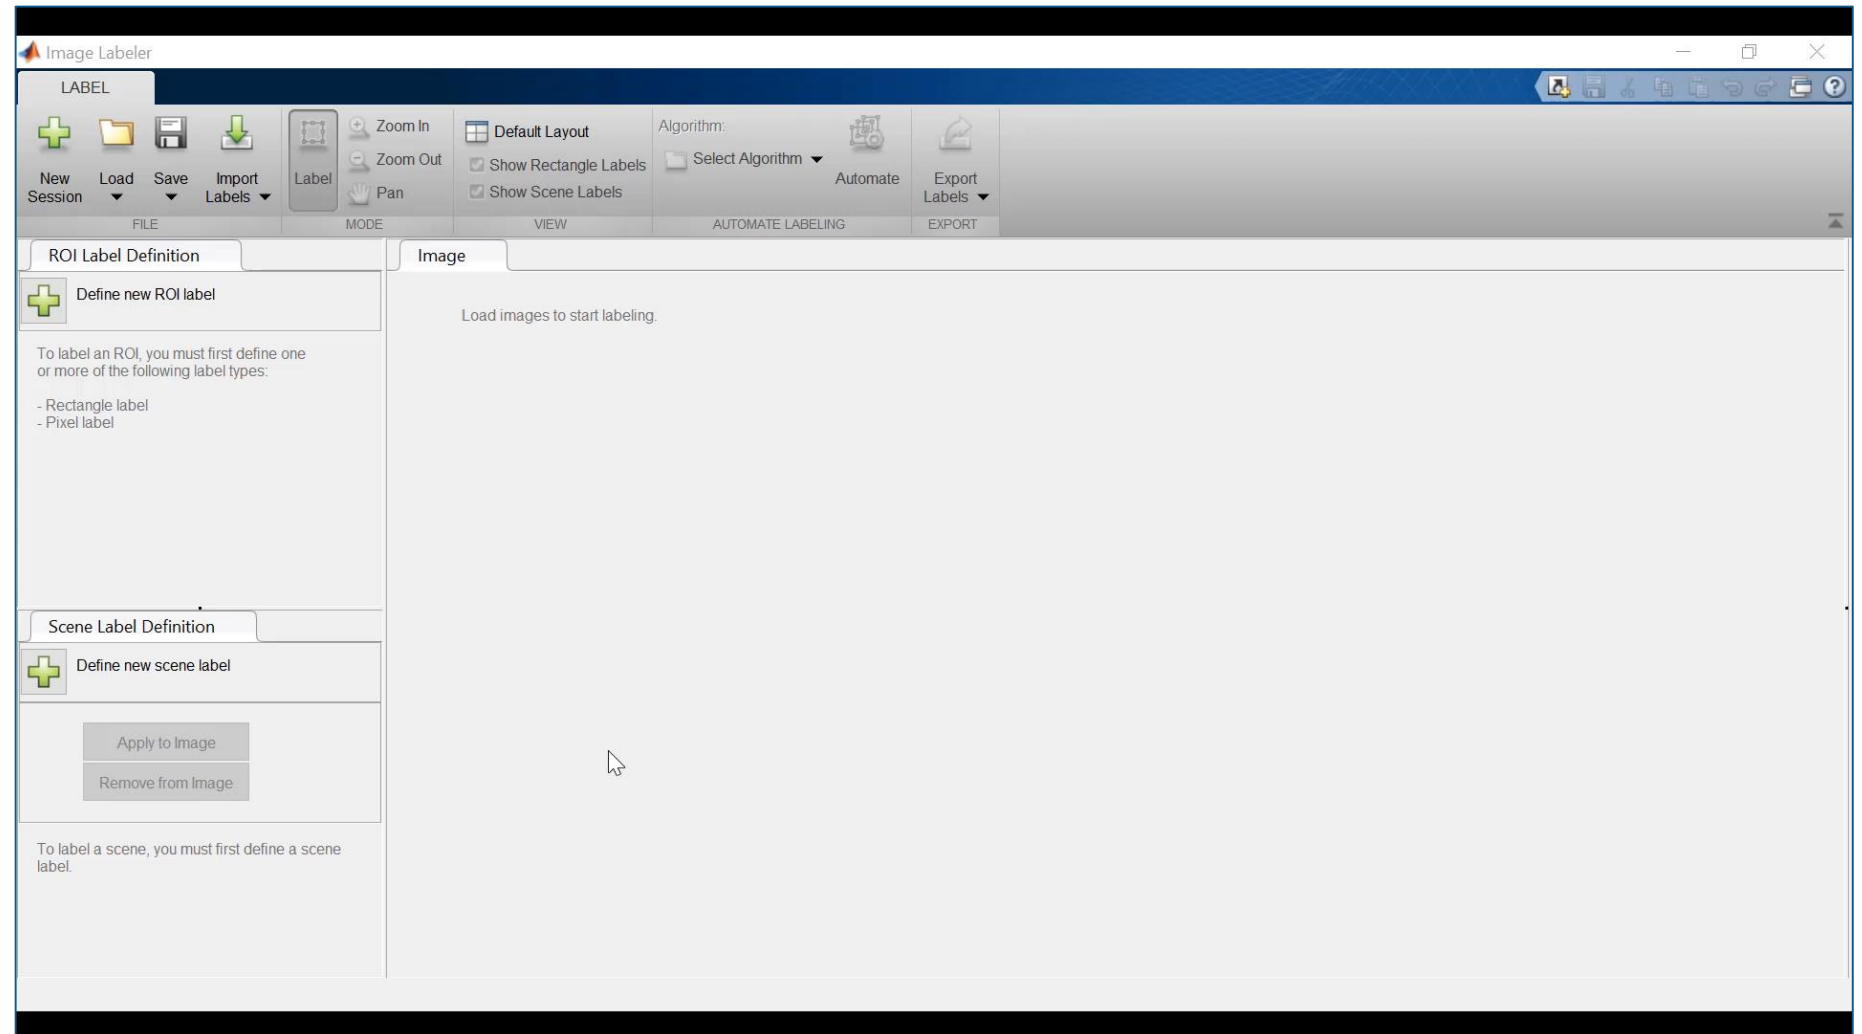 Image Labeler
LABEL
New Session
Load
Save
Import Labels
Label
Zoom In
Zoom Out
Pan
Default Layout
Show Rectangle Labels
Show Scene Labels
Algorithm:
Select Algorithm
Automate
Export Labels
FILE
MODE
VIEW
AUTOMATE LABELING
EXPORT
ROI Label Definition
Define new ROI label
To label an ROI, you must first define one
or more of the following label types:
- Rectangle label
- Pixel label
Image
Load images to start labeling.
Scene Label Definition
Define new scene label
Apply to Image
Remove from Image
To label a scene, you must first define a scene
label.